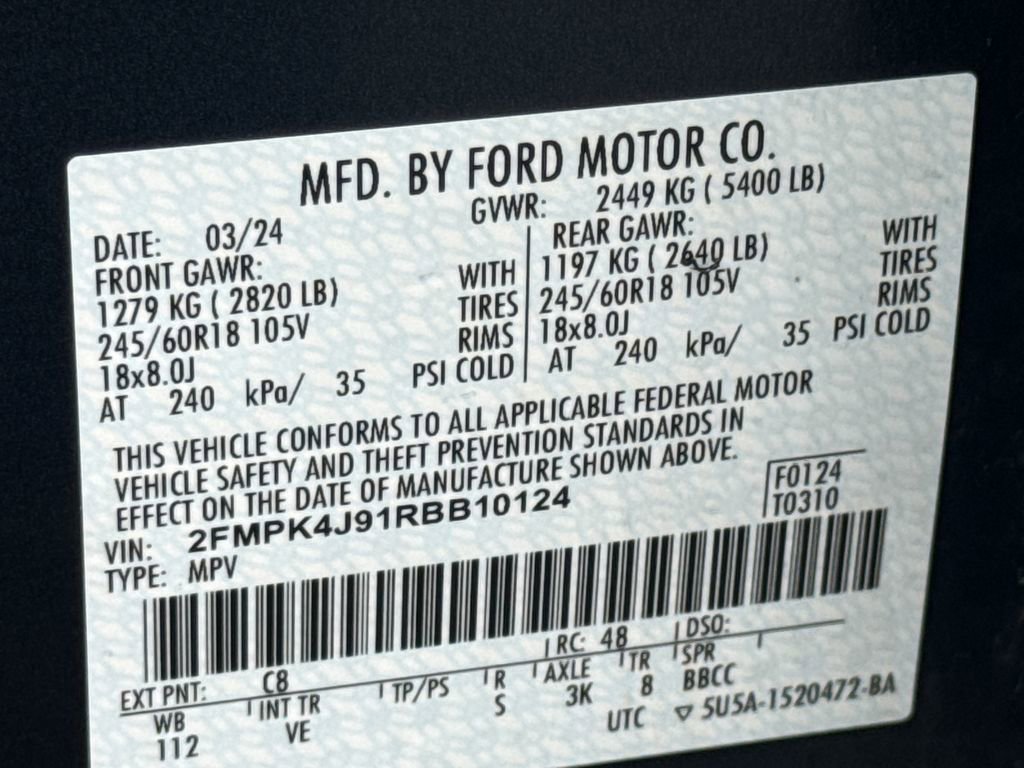 MFD. BY FORD MOTOR CO.
DATE: 03/24 GVWR: 2449 KG ( 5400 LB)
FRONT GAWR: REAR GAWR:
1279 KG ( 2820 LB) WITH 1197 KG ( 2640 LB) WITH
245/60R18 105V TIRES 245/60R18 105V TIRES
18x8.0J RIMS 18x8.0J RIMS
AT 240 kPa/ 35 PSI COLD AT 240 kPa/ 35 PSI COLD
THIS VEHICLE CONFORMS TO ALL APPLICABLE FEDERAL MOTOR
VEHICLE SAFETY AND THEFT PREVENTION STANDARDS IN
EFFECT ON THE DATE OF MANUFACTURE SHOWN ABOVE.
VIN: 2FMPK4J91RBB10124 F0124
TYPE: MPV T0310
EXT PNT: C8 RC: 48 DSO:
WB INT TR TP/PS R AXLE TR SPR
112 VE S 3K 8 BBCC
UTC ▽ 5U5A-1520472-BA